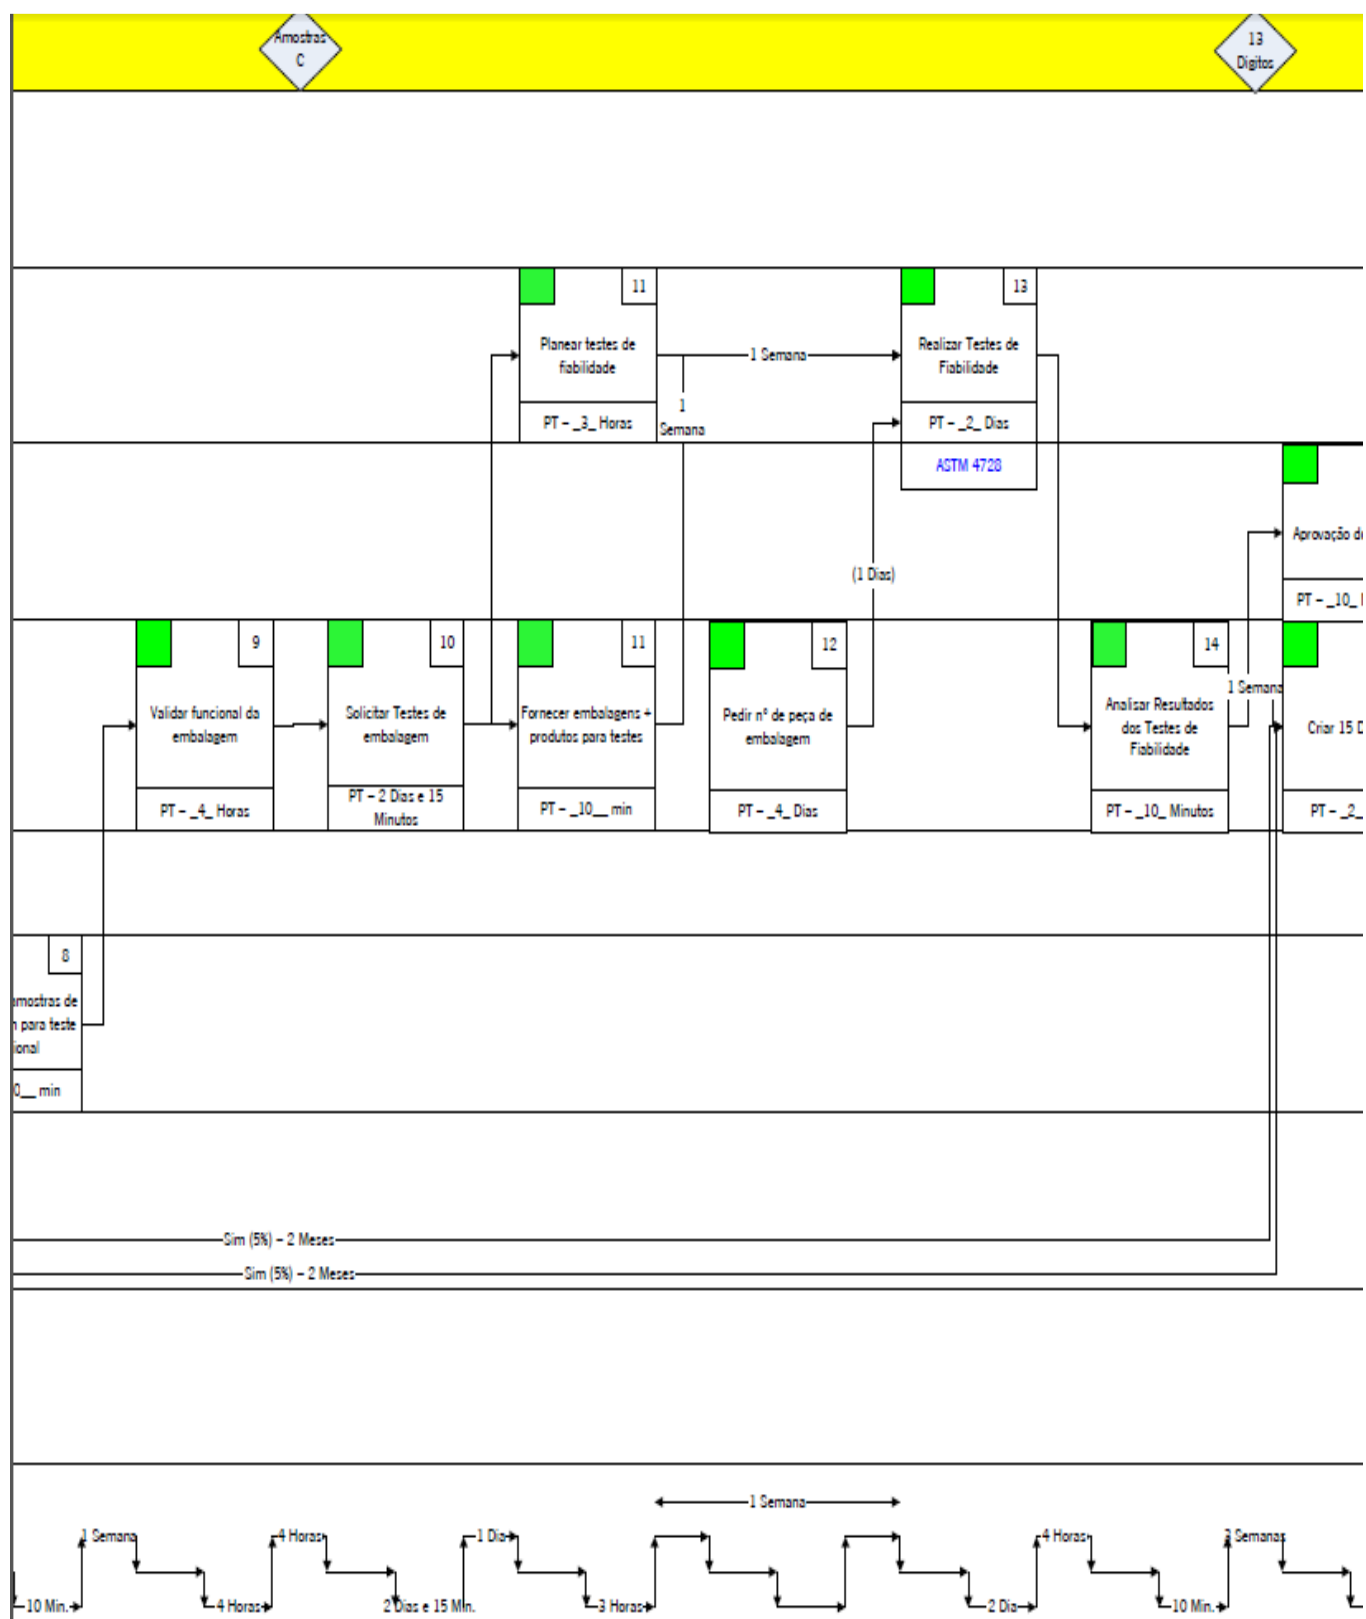 Amostras
C
13
Digitos
11
Planear testes de
fiabilidade
PT – _3_ Horas
1 Semana
1
Semana
13
Realizar Testes de
Fiabilidade
PT – _2_ Dias
ASTM 4728
(1 Dias)
Aprovação de
PT – _10_
9
Validar funcional da
embalagem
PT – _4_ Horas
10
Solicitar Testes de
embalagem
PT – 2 Dias e 15
Minutos
11
Fornecer embalagens +
produtos para testes
PT – _10__ min
12
Pedir nº de peça de
embalagem
PT – _4_ Dias
14
Analisar Resultados
dos Testes de
Fiabilidade
PT – _10_ Minutos
1 Semana
Criar 15 D
PT – _2_
8
amostras de
para teste
ional
0__ min
Sim (5%) – 2 Meses
Sim (5%) – 2 Meses
1 Semana
1 Semana
4 Horas
1 Dia
4 Horas
3 Semanas
10 Min.
4 Horas
2 Dias e 15 Min.
3 Horas
2 Dia
10 Min.